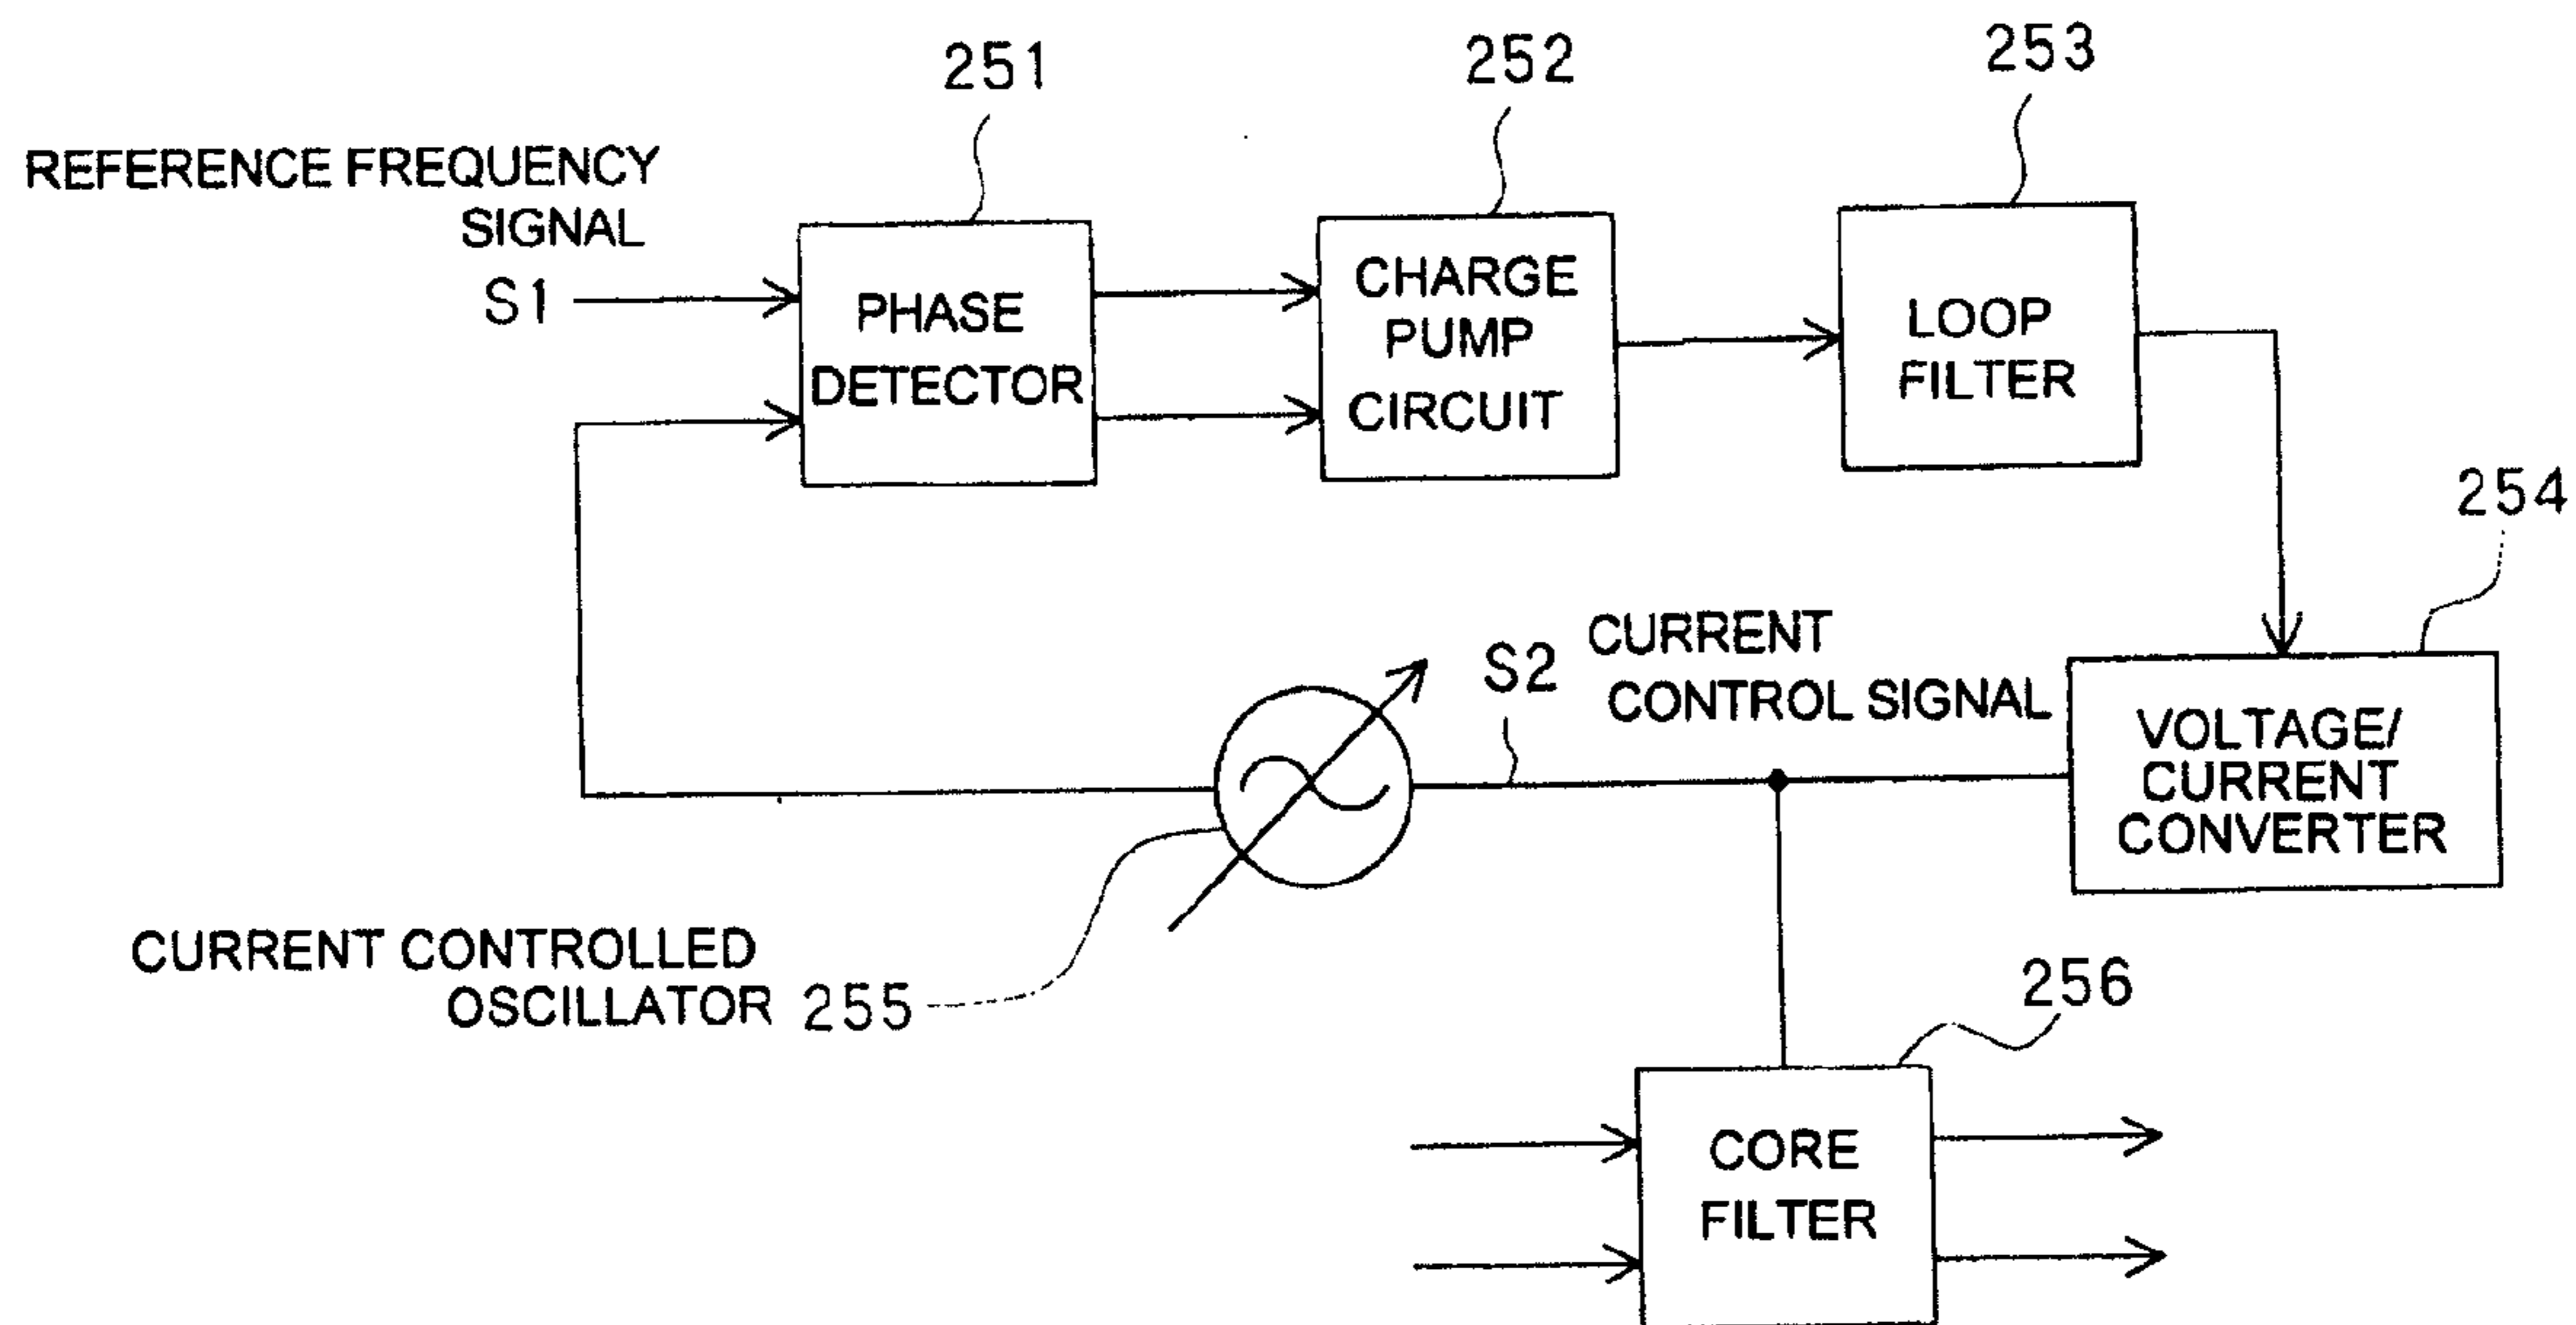 251
252
253
REFERENCE FREQUENCY
SIGNAL
S1
PHASE
DETECTOR
CHARGE
PUMP
CIRCUIT
LOOP
FILTER
254
S2
CURRENT
CONTROL SIGNAL
VOLTAGE/
CURRENT
CONVERTER
CURRENT CONTROLLED
OSCILLATOR 255
256
CORE
FILTER